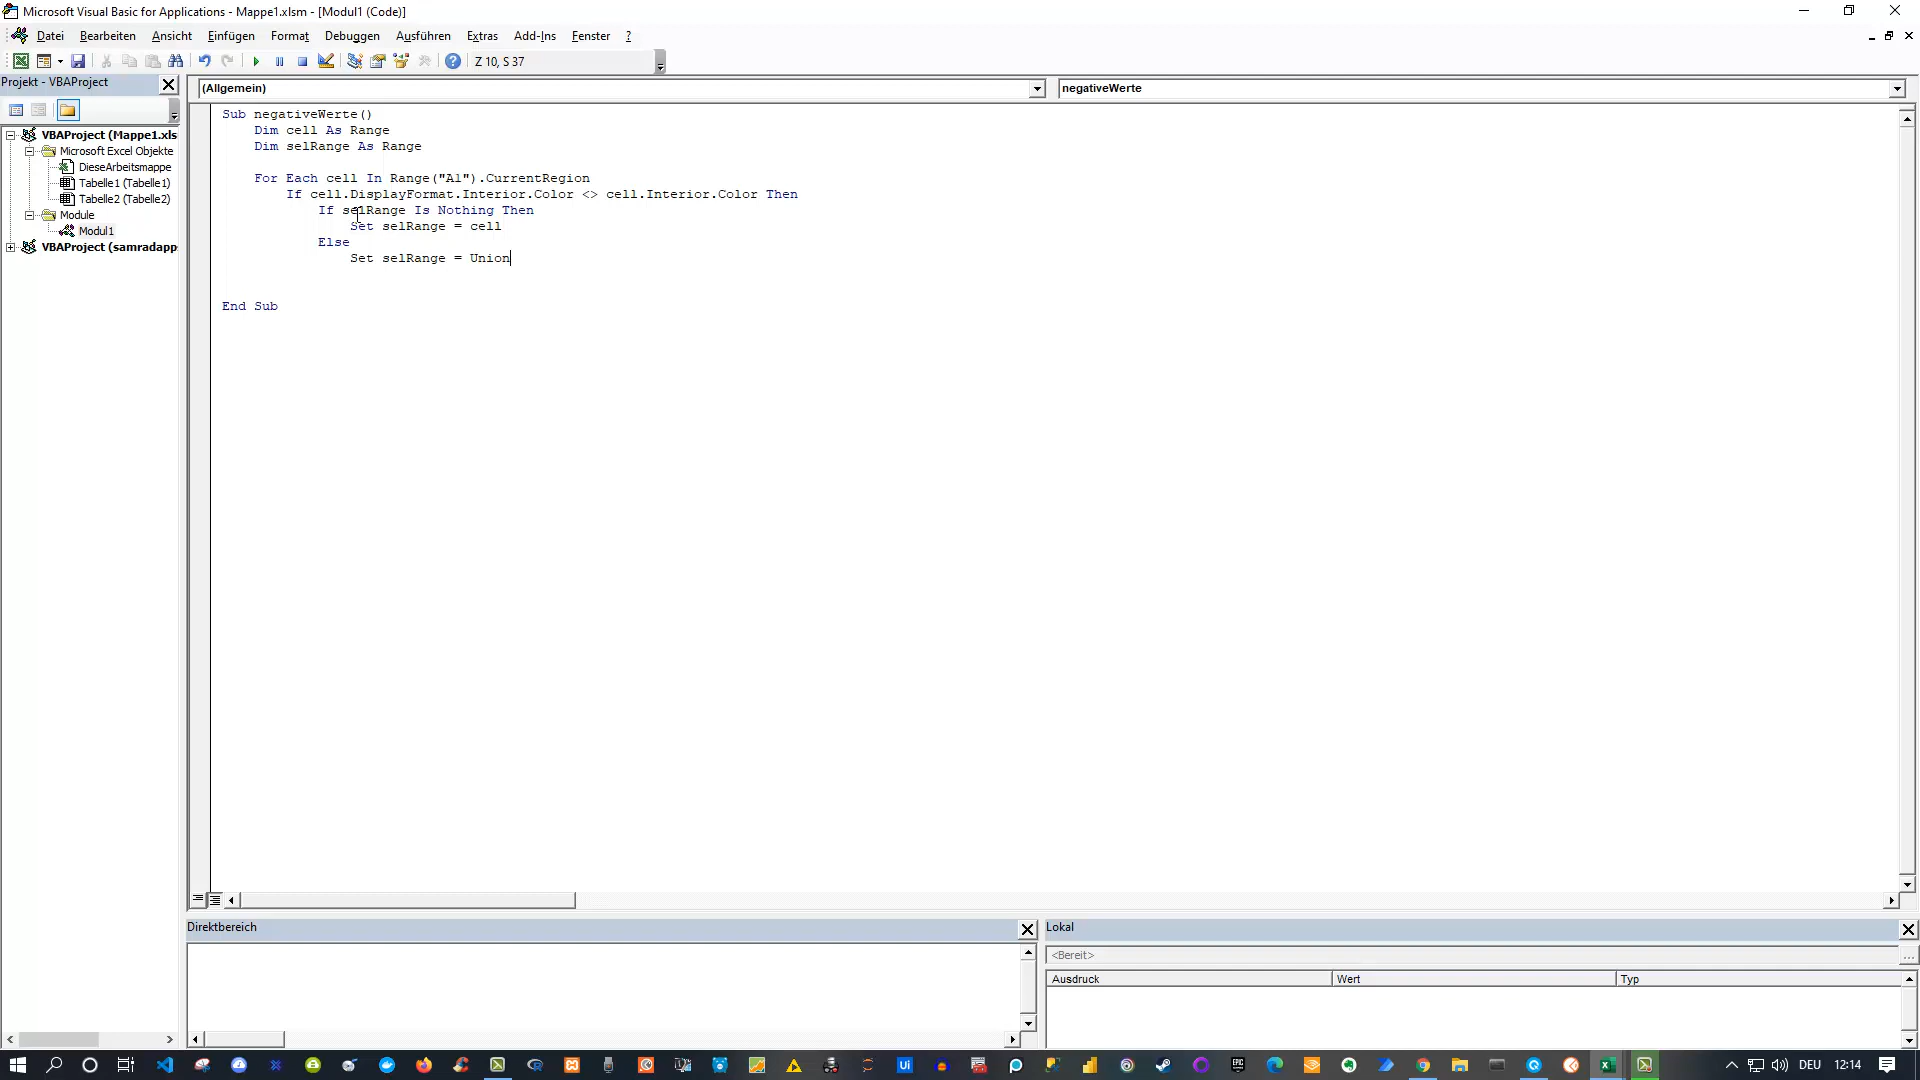 Microsoft Visual Basic for Applications - Mappe1.xlsm - [Modul1 (Code)]
Datei Bearbeiten Ansicht Einfügen Format Debuggen Ausführen Extras Add-Ins Fenster ?
Z 10, S 37
Projekt - VBAProject
(Allgemein)
negativeWerte
VBAProject (Mappe1.xls
Microsoft Excel Objekte
DieseArbeitsmappe
Tabelle1 (Tabelle1)
Tabelle2 (Tabelle2)
Module
Modul1
VBAProject (samradapp
Sub negativeWerte()
Dim cell As Range
Dim selRange As Range
For Each cell In Range("A1").CurrentRegion
If cell.DisplayFormat.Interior.Color <> cell.Interior.Color Then
If selRange Is Nothing Then
Set selRange = cell
Else
Set selRange = Union
End Sub
Direktbereich
Lokal
<Bereit>
...
Ausdruck Wert Typ
DEU 12:14